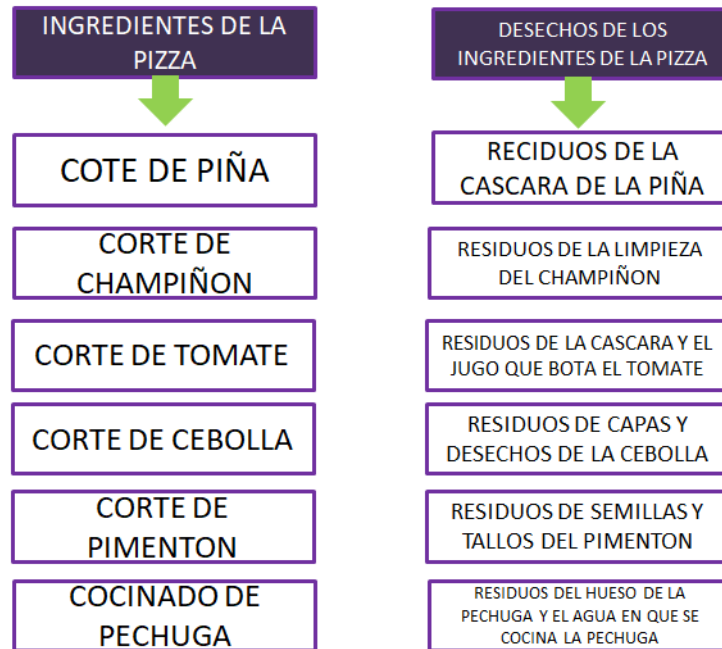 INGREDIENTES DE LA
PIZZA
COTE DE PIÑA
CORTE DE
CHAMPIÑON
CORTE DE TOMATE
CORTE DE CEBOLLA
CORTE DE
PIMENTON
COCINADO DE
PECHUGA
DESECHOS DE LOS
INGREDIENTES DE LA PIZZA
RECIDUOS DE LA
CASCARA DE LA PIÑA
RESIDUOS DE LA LIMPIEZA
DEL CHAMPIÑON
RESIDUOS DE LA CASCARA Y EL
JUGO QUE BOTA EL TOMATE
RESIDUOS DE CAPAS Y
DESECHOS DE LA CEBOLLA
RESIDUOS DE SEMILLAS Y
TALLOS DEL PIMENTON
RESIDUOS DEL HUESO DE LA
PECHUGA Y EL AGUA EN QUE SE
COCINA LA PECHUGA